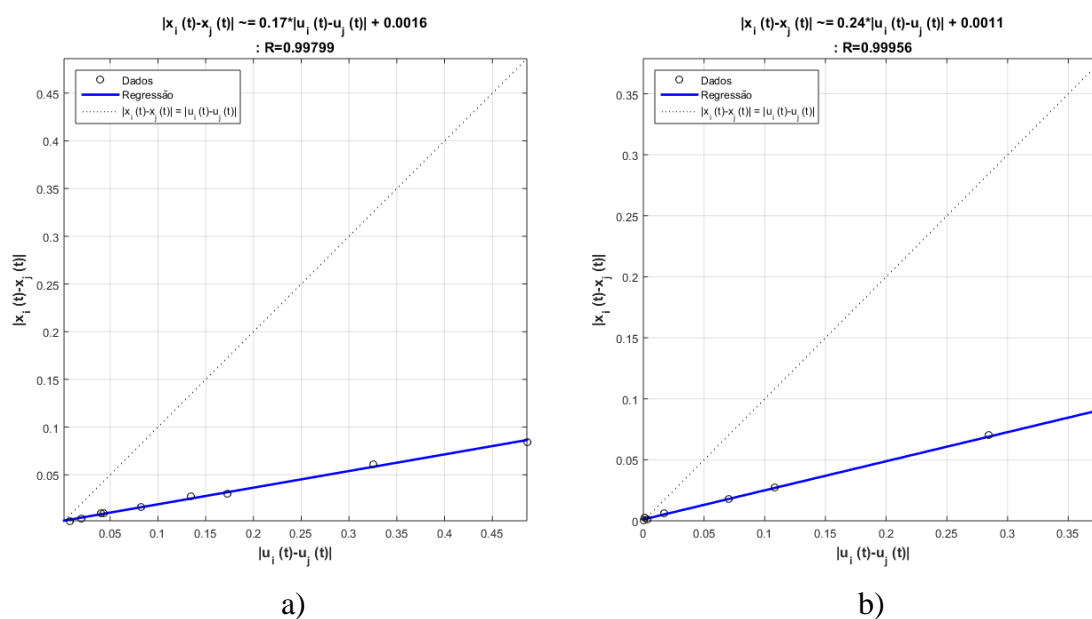 |x_i (t)-x_j (t)| ~= 0.17*|u_i (t)-u_j (t)| + 0.0016
: R=0.99799
Dados
Regressão
|x_i (t)-x_j (t)| = |u_i (t)-u_j (t)|
0.45
0.4
0.35
0.3
0.25
0.2
0.15
0.1
0.05
|x_i (t)-x_j (t)|
0.05 0.1 0.15 0.2 0.25 0.3 0.35 0.4 0.45
|u_i (t)-u_j (t)|
a)
|x_i (t)-x_j (t)| ~= 0.24*|u_i (t)-u_j (t)| + 0.0011
: R=0.99956
Dados
Regressão
|x_i (t)-x_j (t)| = |u_i (t)-u_j (t)|
0.35
0.3
0.25
0.2
0.15
0.1
0.05
0
|x_i (t)-x_j (t)|
0 0.05 0.1 0.15 0.2 0.25 0.3 0.35
|u_i (t)-u_j (t)|
b)